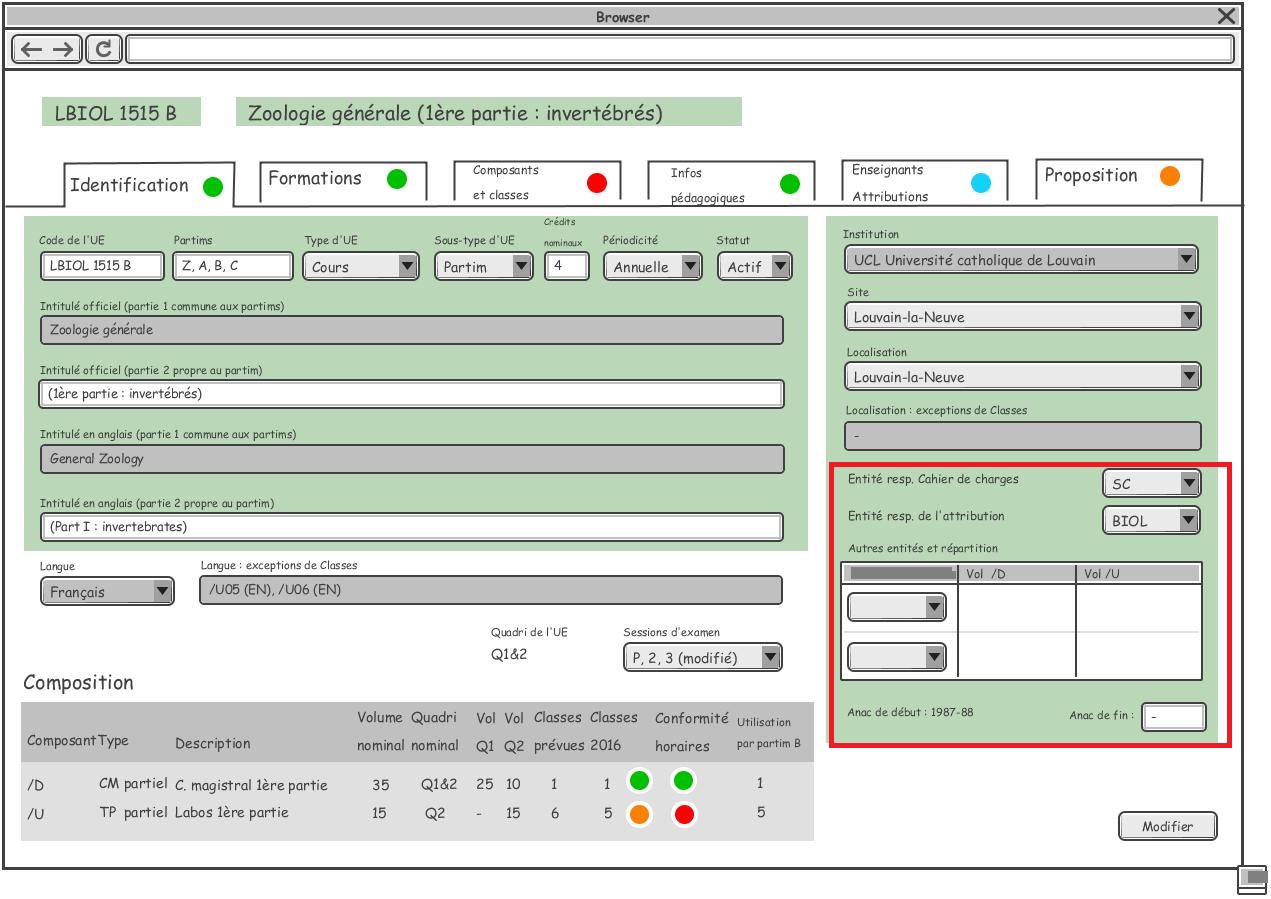 Browser
LBIOL 1515 B
Zoologie générale (1ère partie : invertébrés)
Identification
Formations
Composants
et classes
Infos
pédagogiques
Enseignants
Attributions
Proposition
Code de l'UE
Partims
Type d'UE
Sous-type d'UE
Crédits
nominaux
Périodicité
Statut
LBIOL 1515 B
Z, A, B, C
Cours
Partim
4
Annuelle
Actif
Intitulé officiel (partie 1 commune aux partims)
Zoologie générale
Intitulé officiel (partie 2 propre au partim)
(1ère partie : invertébrés)
Intitulé en anglais (partie 1 commune aux partims)
General Zoology
Intitulé en anglais (partie 2 propre au partim)
(Part I : invertebrates)
Langue
Français
Langue : exceptions de Classes
/U05 (EN), /U06 (EN)
Quadri de l'UE
Q1&2
Sessions d'examen
P, 2, 3 (modifié)
Institution
UCL Université catholique de Louvain
Site
Louvain-la-Neuve
Localisation
Louvain-la-Neuve
Localisation : exceptions de Classes
-
Entité resp. Cahier de charges
SC
Entité resp. de l'attribution
BIOL
Autres entités et répartition
Vol /D
Vol /U
Anac de début : 1987-88
Anac de fin :
-
Composition
Composant Type Description Volume nominal Quadri nominal Vol Q1 Vol Q2 Classes prévues Classes 2016 Conformité horaires Utilisation par partim B
/D CM partiel C. magistral 1ère partie 35 Q1&2 25 10 1 1 1
/U TP partiel Labos 1ère partie 15 Q2 - 15 6 5 5
Modifier